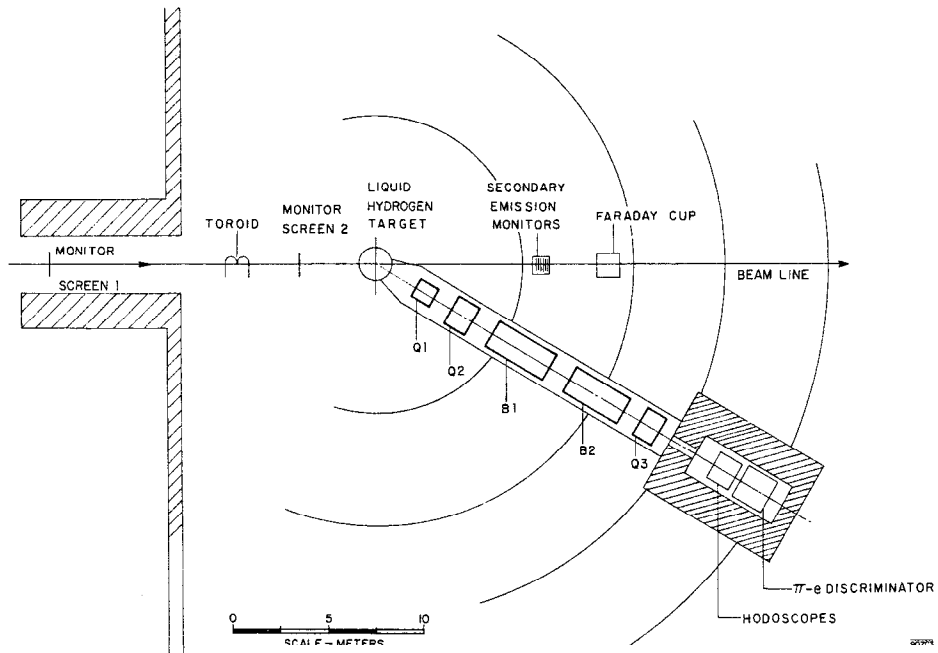 LIQUID
HYDROGEN
TARGET
SECONDARY
EMISSION
MONITORS
MONITOR
SCREEN 2
TOROID
FARADAY CUP
MONITOR
SCREEN 1
BEAM LINE
Q1
Q2
B1
B2
Q3
π-e DISCRIMINATOR
HODOSCOPES
0 5 10
SCALE – METERS